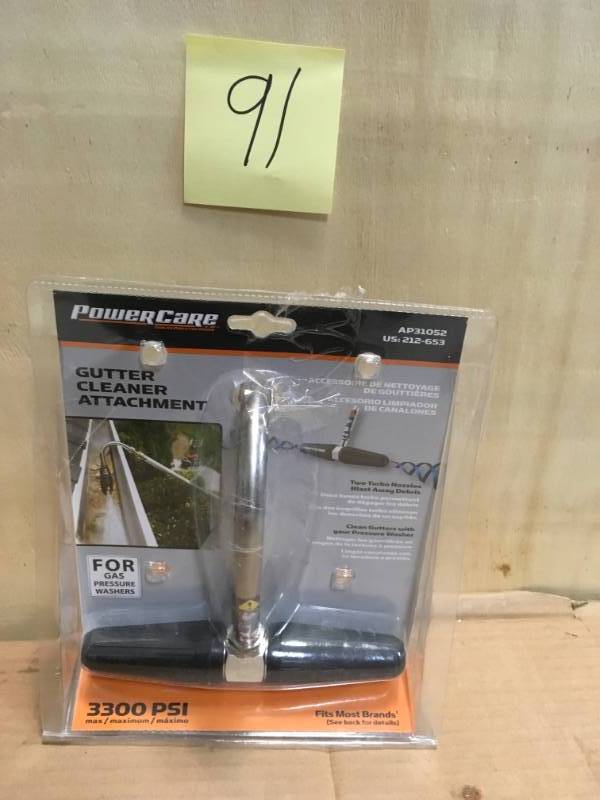 91
PowerCare
AP31052
US: 212-653
GUTTER
CLEANER
ATTACHMENT
ACCESSOIRE DE NETTOYAGE
DE GOUTTIÈRES
ACCESORIO LIMPIADOR
DE CANALONES
Two Turbo Nozzles
Blast Away Debris
Clean Gutters with
your Pressure Washer
FOR
GAS
PRESSURE
WASHERS
3300 PSI
max / maximum / máximo
Fits Most Brands¹
(See back for details)